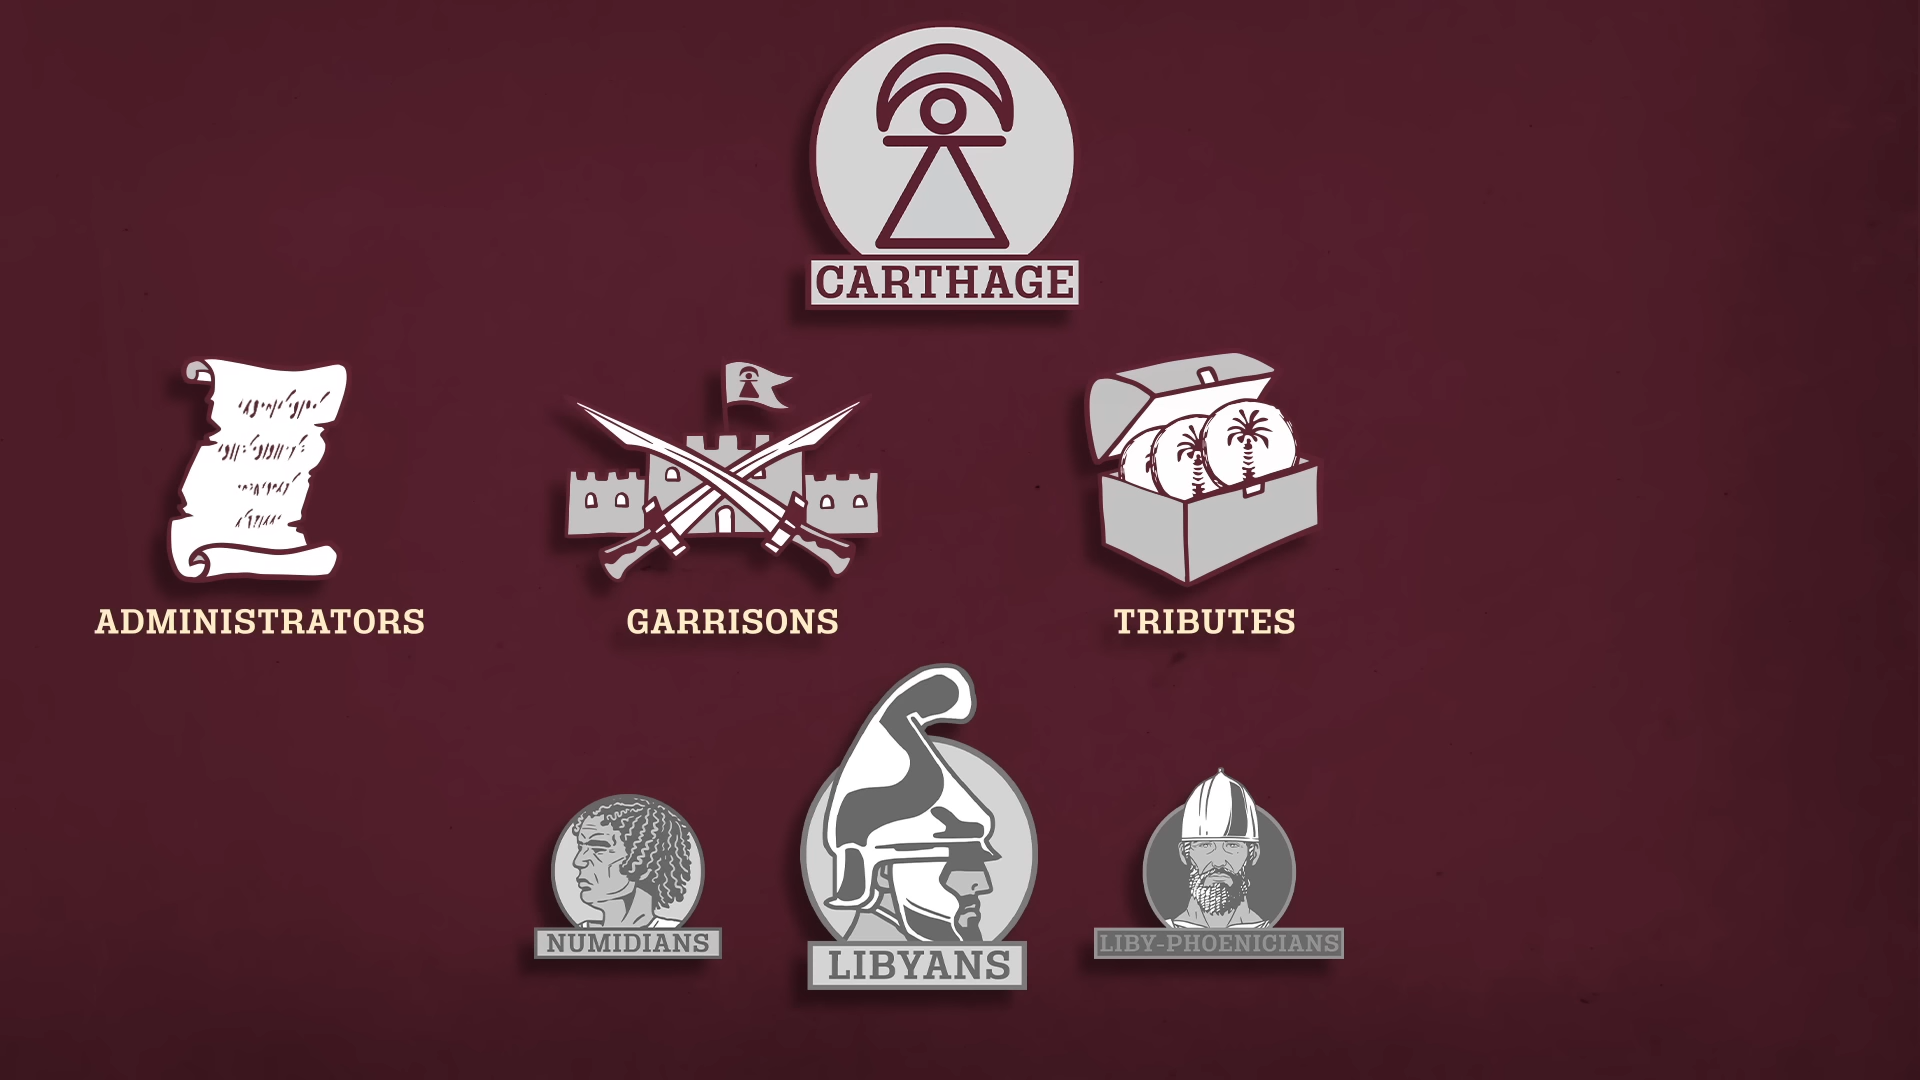 CARTHAGE
ADMINISTRATORS
GARRISONS
TRIBUTES
NUMIDIANS
LIBYANS
LIBY-PHOENICIANS